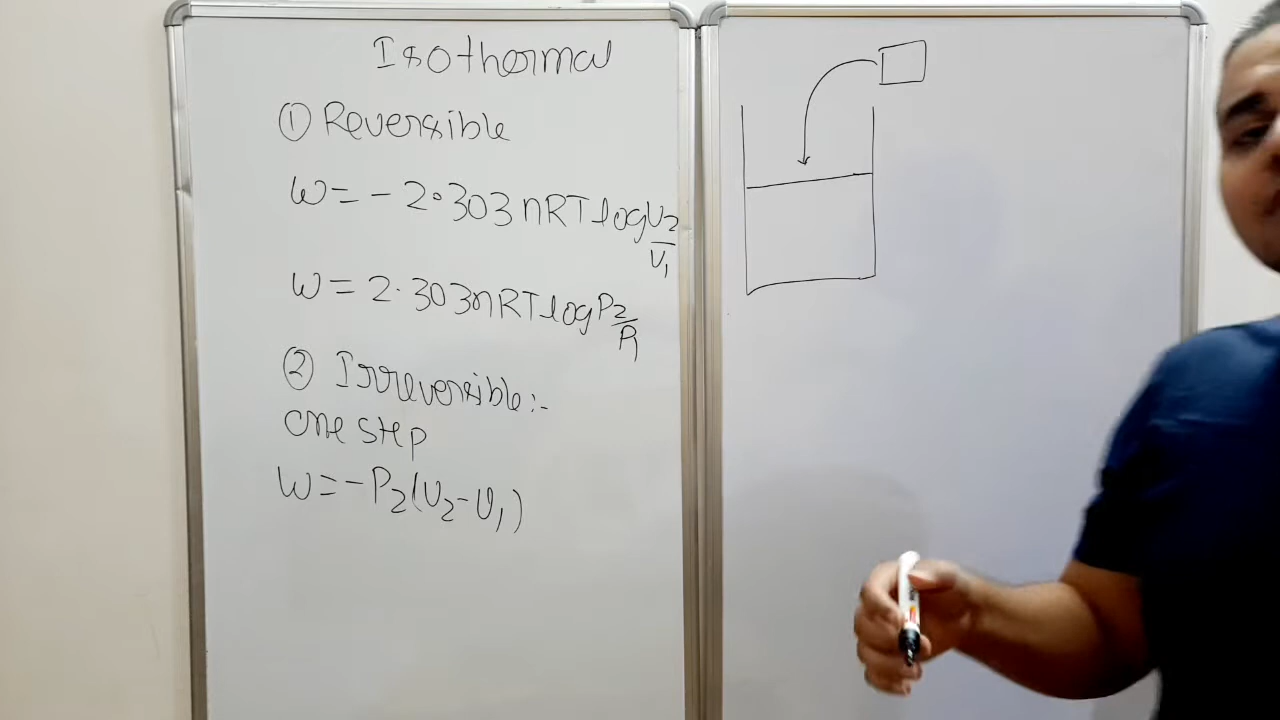 Isothermal
① Reversible
W = - 2.303 nRT log V₂/V₁
W = 2.303 nRT log P₂/P₁
② Irreversible :-
one step
W = - P₂ (V₂ - V₁)